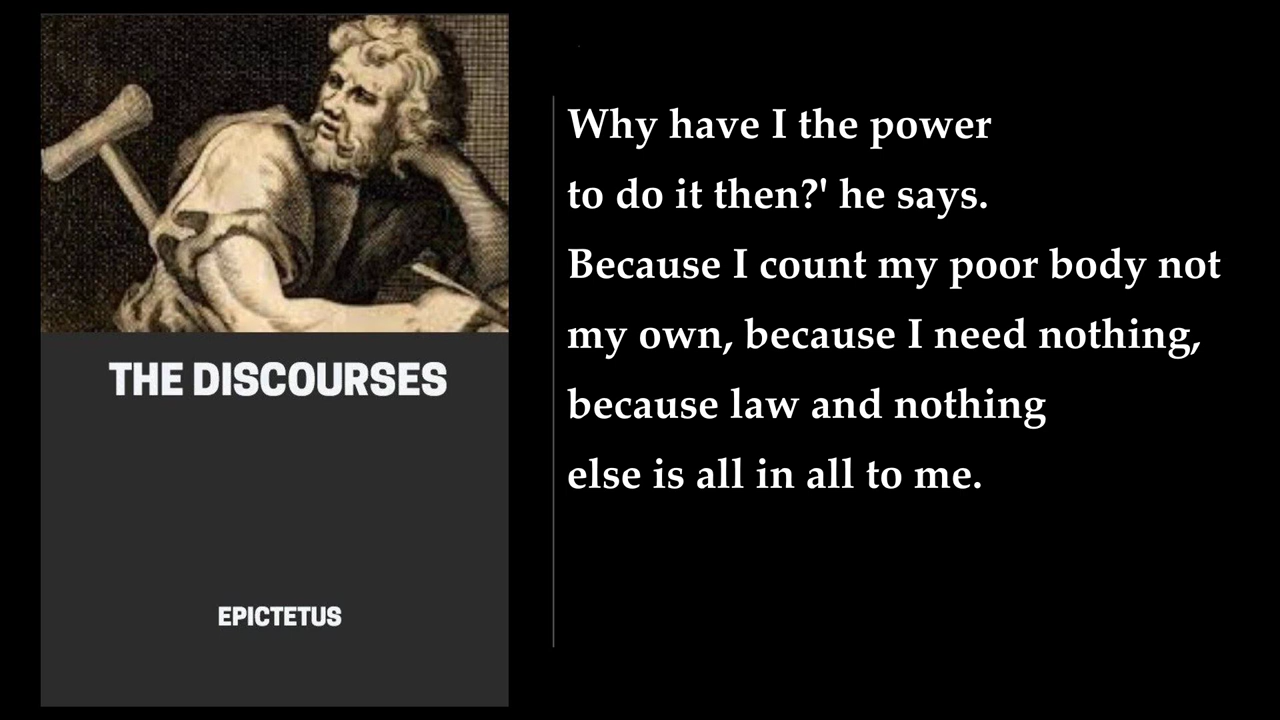 THE DISCOURSES
EPICTETUS
Why have I the power
to do it then?' he says.
Because I count my poor body not
my own, because I need nothing,
because law and nothing
else is all in all to me.